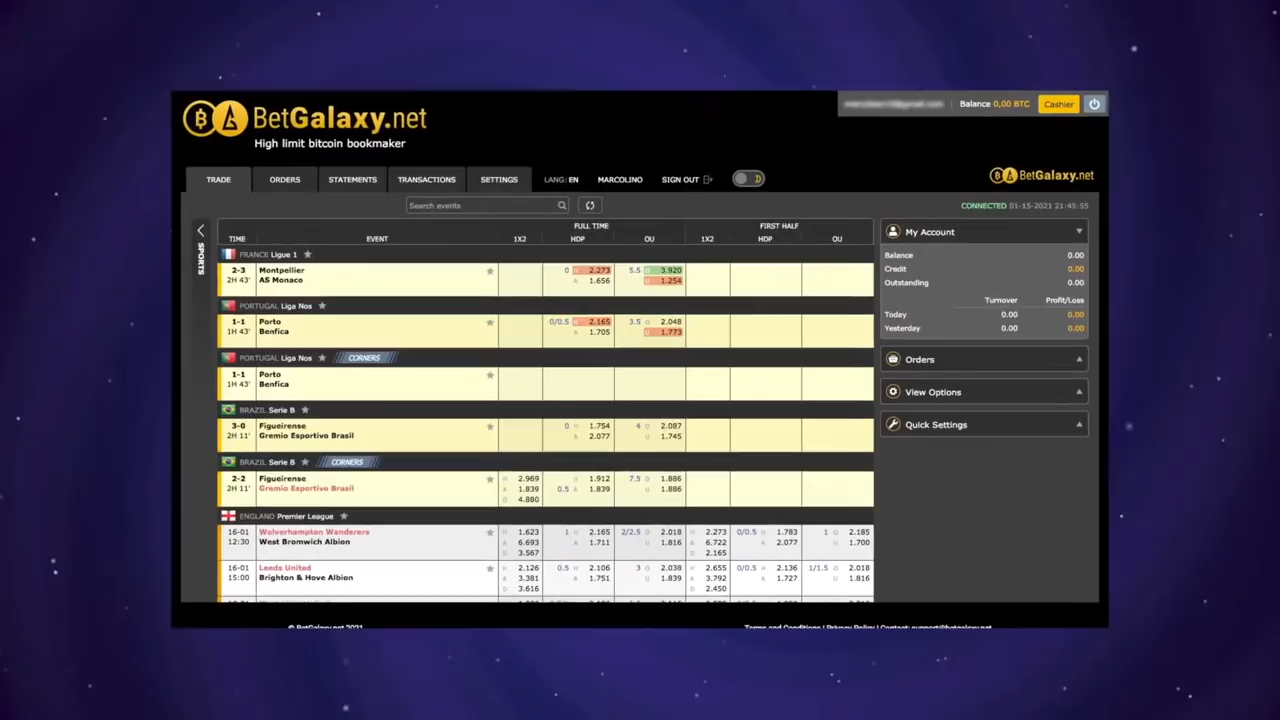 BetGalaxy.net
High limit bitcoin bookmaker
Balance 0,00 BTC Cashier
TRADE ORDERS STATEMENTS TRANSACTIONS SETTINGS LANG: EN MARCOLINO SIGN OUT D BetGalaxy.net
Search events CONNECTED 01-15-2021 21:45:55
SPORTS
FULL TIME FIRST HALF
TIME EVENT 1X2 HDP OU 1X2 HDP OU
FRANCE Ligue 1
2-3 Montpellier 0 H 2.273 5.5 O 3.920
2H 43' AS Monaco A 1.656 U 1.254
PORTUGAL Liga Nos
1-1 Porto 0/0.5 H 2.165 3.5 O 2.048
1H 43' Benfica A 1.705 U 1.773
PORTUGAL Liga Nos CORNERS
1-1 Porto
1H 43' Benfica
BRAZIL Serie B
3-0 Figueirense 0 H 1.754 4 O 2.087
2H 11' Gremio Esportivo Brasil A 2.077 U 1.745
BRAZIL Serie B CORNERS
2-2 Figueirense H 2.969 H 1.912 7.5 O 1.886
2H 11' Gremio Esportivo Brasil A 1.839 0.5 A 1.839 U 1.886
D 4.880
ENGLAND Premier League
16-01 Wolverhampton Wanderers H 1.623 1 H 2.165 2/2.5 O 2.018 H 2.273 0/0.5 H 1.783 1 O 2.185
12:30 West Bromwich Albion A 6.693 A 1.711 U 1.816 A 6.722 A 2.077 U 1.700
D 3.567 D 2.165
16-01 Leeds United H 2.126 0.5 H 2.106 3 O 2.038 H 2.655 0/0.5 H 2.136 1/1.5 O 2.018
15:00 Brighton & Hove Albion A 3.381 A 1.751 U 1.839 A 3.792 A 1.727 U 1.816
D 3.616 D 2.450
My Account
Balance 0.00
Credit 0.00
Outstanding 0.00
Turnover Profit/Loss
Today 0.00 0.00
Yesterday 0.00 0.00
Orders
View Options
Quick Settings
© BetGalaxy.net 2021 Terms and Conditions | Privacy Policy | Contact: support@betgalaxy.net